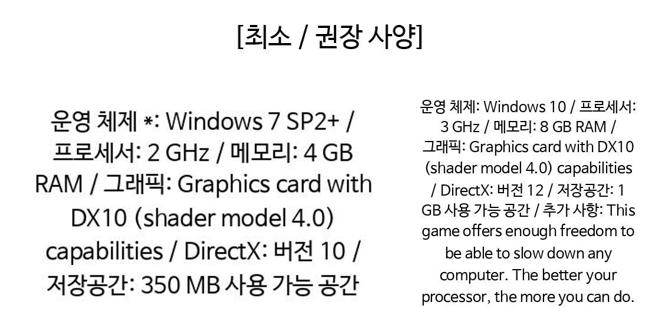 [최소 / 권장 사양]
운영 체제 *: Windows 7 SP2+ /
프로세서: 2 GHz / 메모리: 4 GB
RAM / 그래픽: Graphics card with
DX10 (shader model 4.0)
capabilities / DirectX: 버전 10 /
저장공간: 350 MB 사용 가능 공간
운영 체제: Windows 10 / 프로세서:
3 GHz / 메모리: 8 GB RAM /
그래픽: Graphics card with DX10
(shader model 4.0) capabilities
/ DirectX: 버전 12 / 저장공간: 1
GB 사용 가능 공간 / 추가 사항: This
game offers enough freedom to
be able to slow down any
computer. The better your
processor, the more you can do.